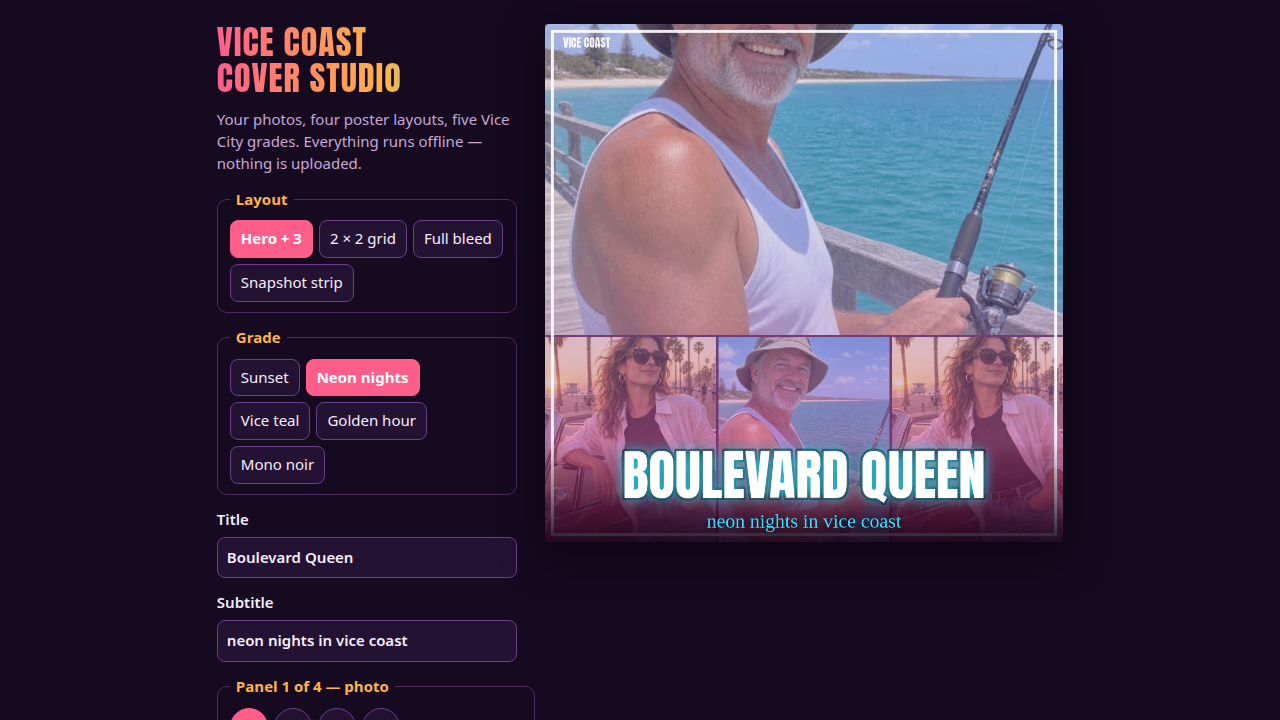 VICE COAST
COVER STUDIO
Your photos, four poster layouts, five Vice
City grades. Everything runs offline —
nothing is uploaded.
Layout
Hero + 3
2 × 2 grid
Full bleed
Snapshot strip
Grade
Sunset
Neon nights
Vice teal
Golden hour
Mono noir
Title
Boulevard Queen
Subtitle
neon nights in vice coast
Panel 1 of 4 — photo
VICE COAST
BOULEVARD QUEEN
neon nights in vice coast